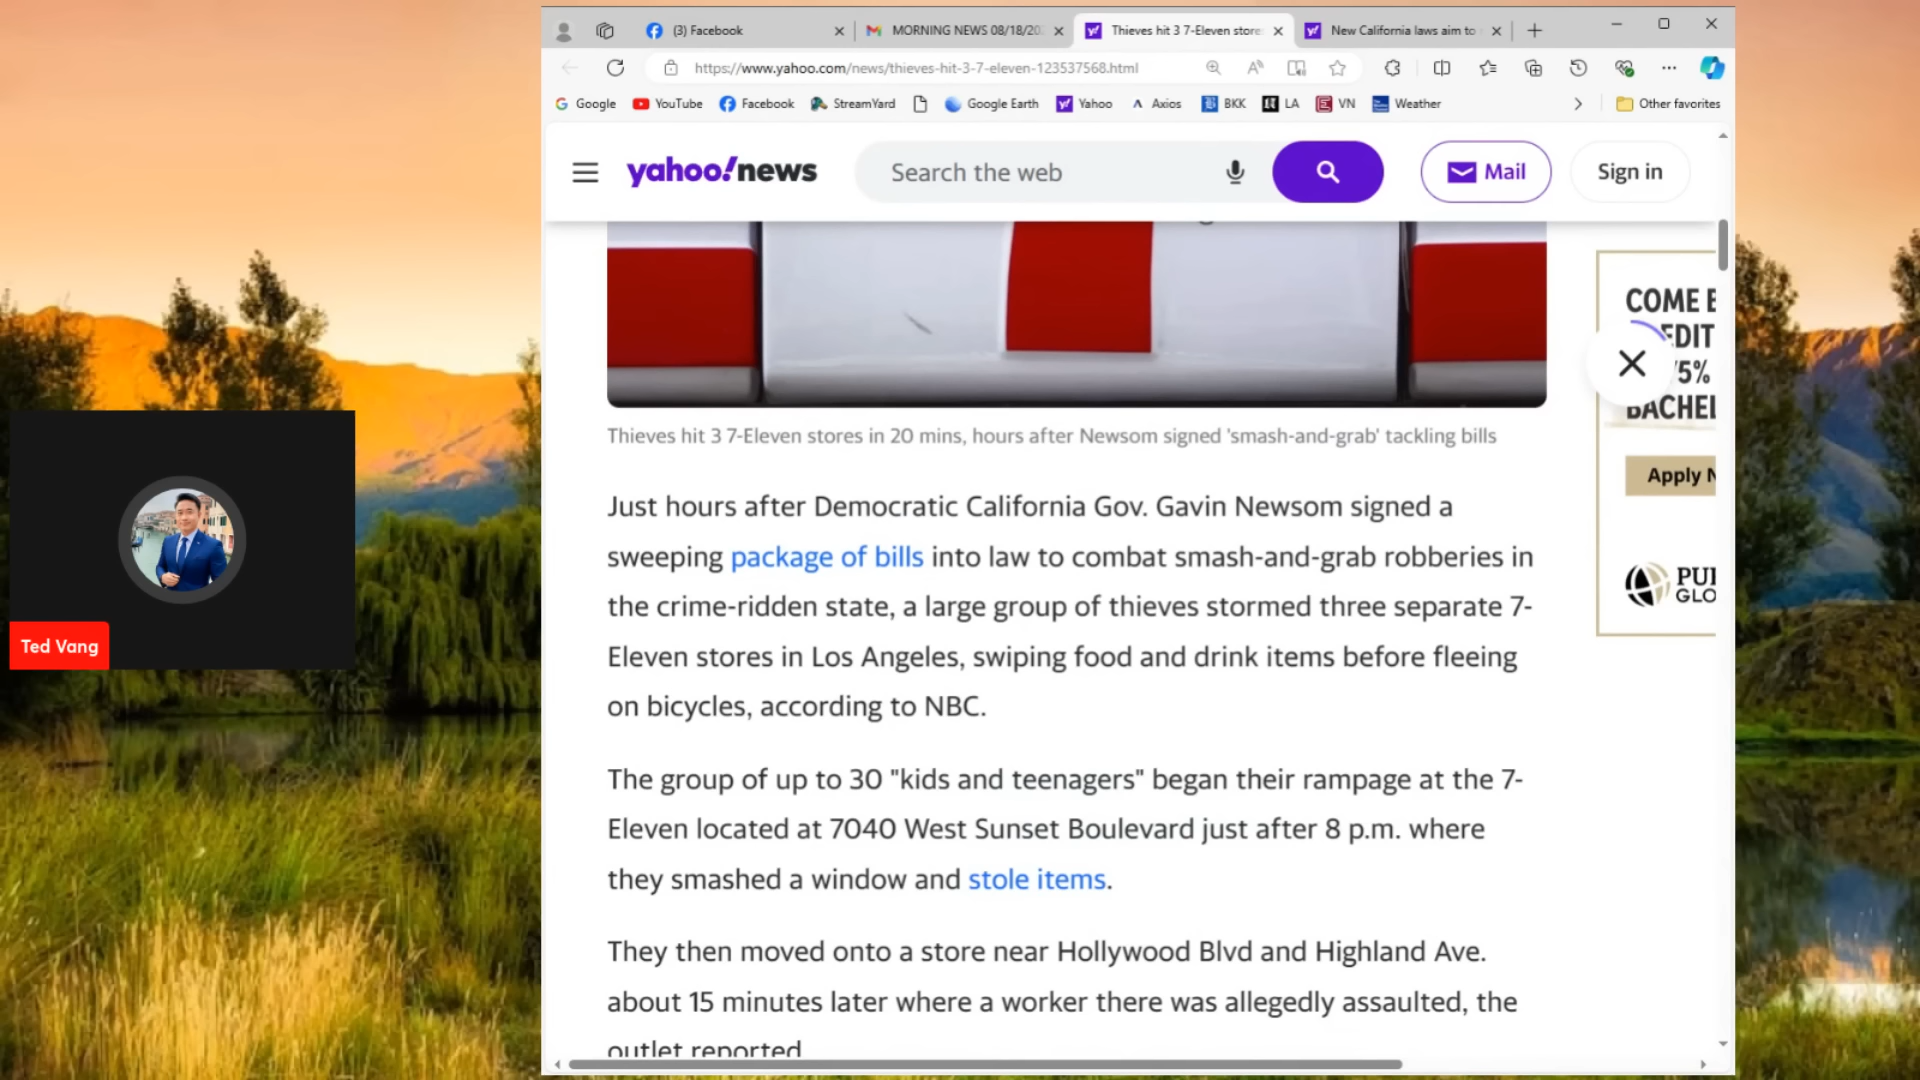 (3) Facebook
MORNING NEWS 08/18/20
Thieves hit 3 7-Eleven store
New California laws aim to
https://www.yahoo.com/news/thieves-hit-3-7-eleven-123537568.html
Google
YouTube
Facebook
StreamYard
Google Earth
Yahoo
Axios
BKK
LA
VN
Weather
Other favorites
yahoo!news
Search the web
Mail
Sign in
Thieves hit 3 7-Eleven stores in 20 mins, hours after Newsom signed 'smash-and-grab' tackling bills
Just hours after Democratic California Gov. Gavin Newsom signed a
sweeping package of bills into law to combat smash-and-grab robberies in
the crime-ridden state, a large group of thieves stormed three separate 7-
Eleven stores in Los Angeles, swiping food and drink items before fleeing
on bicycles, according to NBC.
The group of up to 30 "kids and teenagers" began their rampage at the 7-
Eleven located at 7040 West Sunset Boulevard just after 8 p.m. where
they smashed a window and stole items.
They then moved onto a store near Hollywood Blvd and Highland Ave.
about 15 minutes later where a worker there was allegedly assaulted, the
outlet reported
COME B
EDIT
75%
BACHEL
Apply N
PUR
GLO
Ted Vang